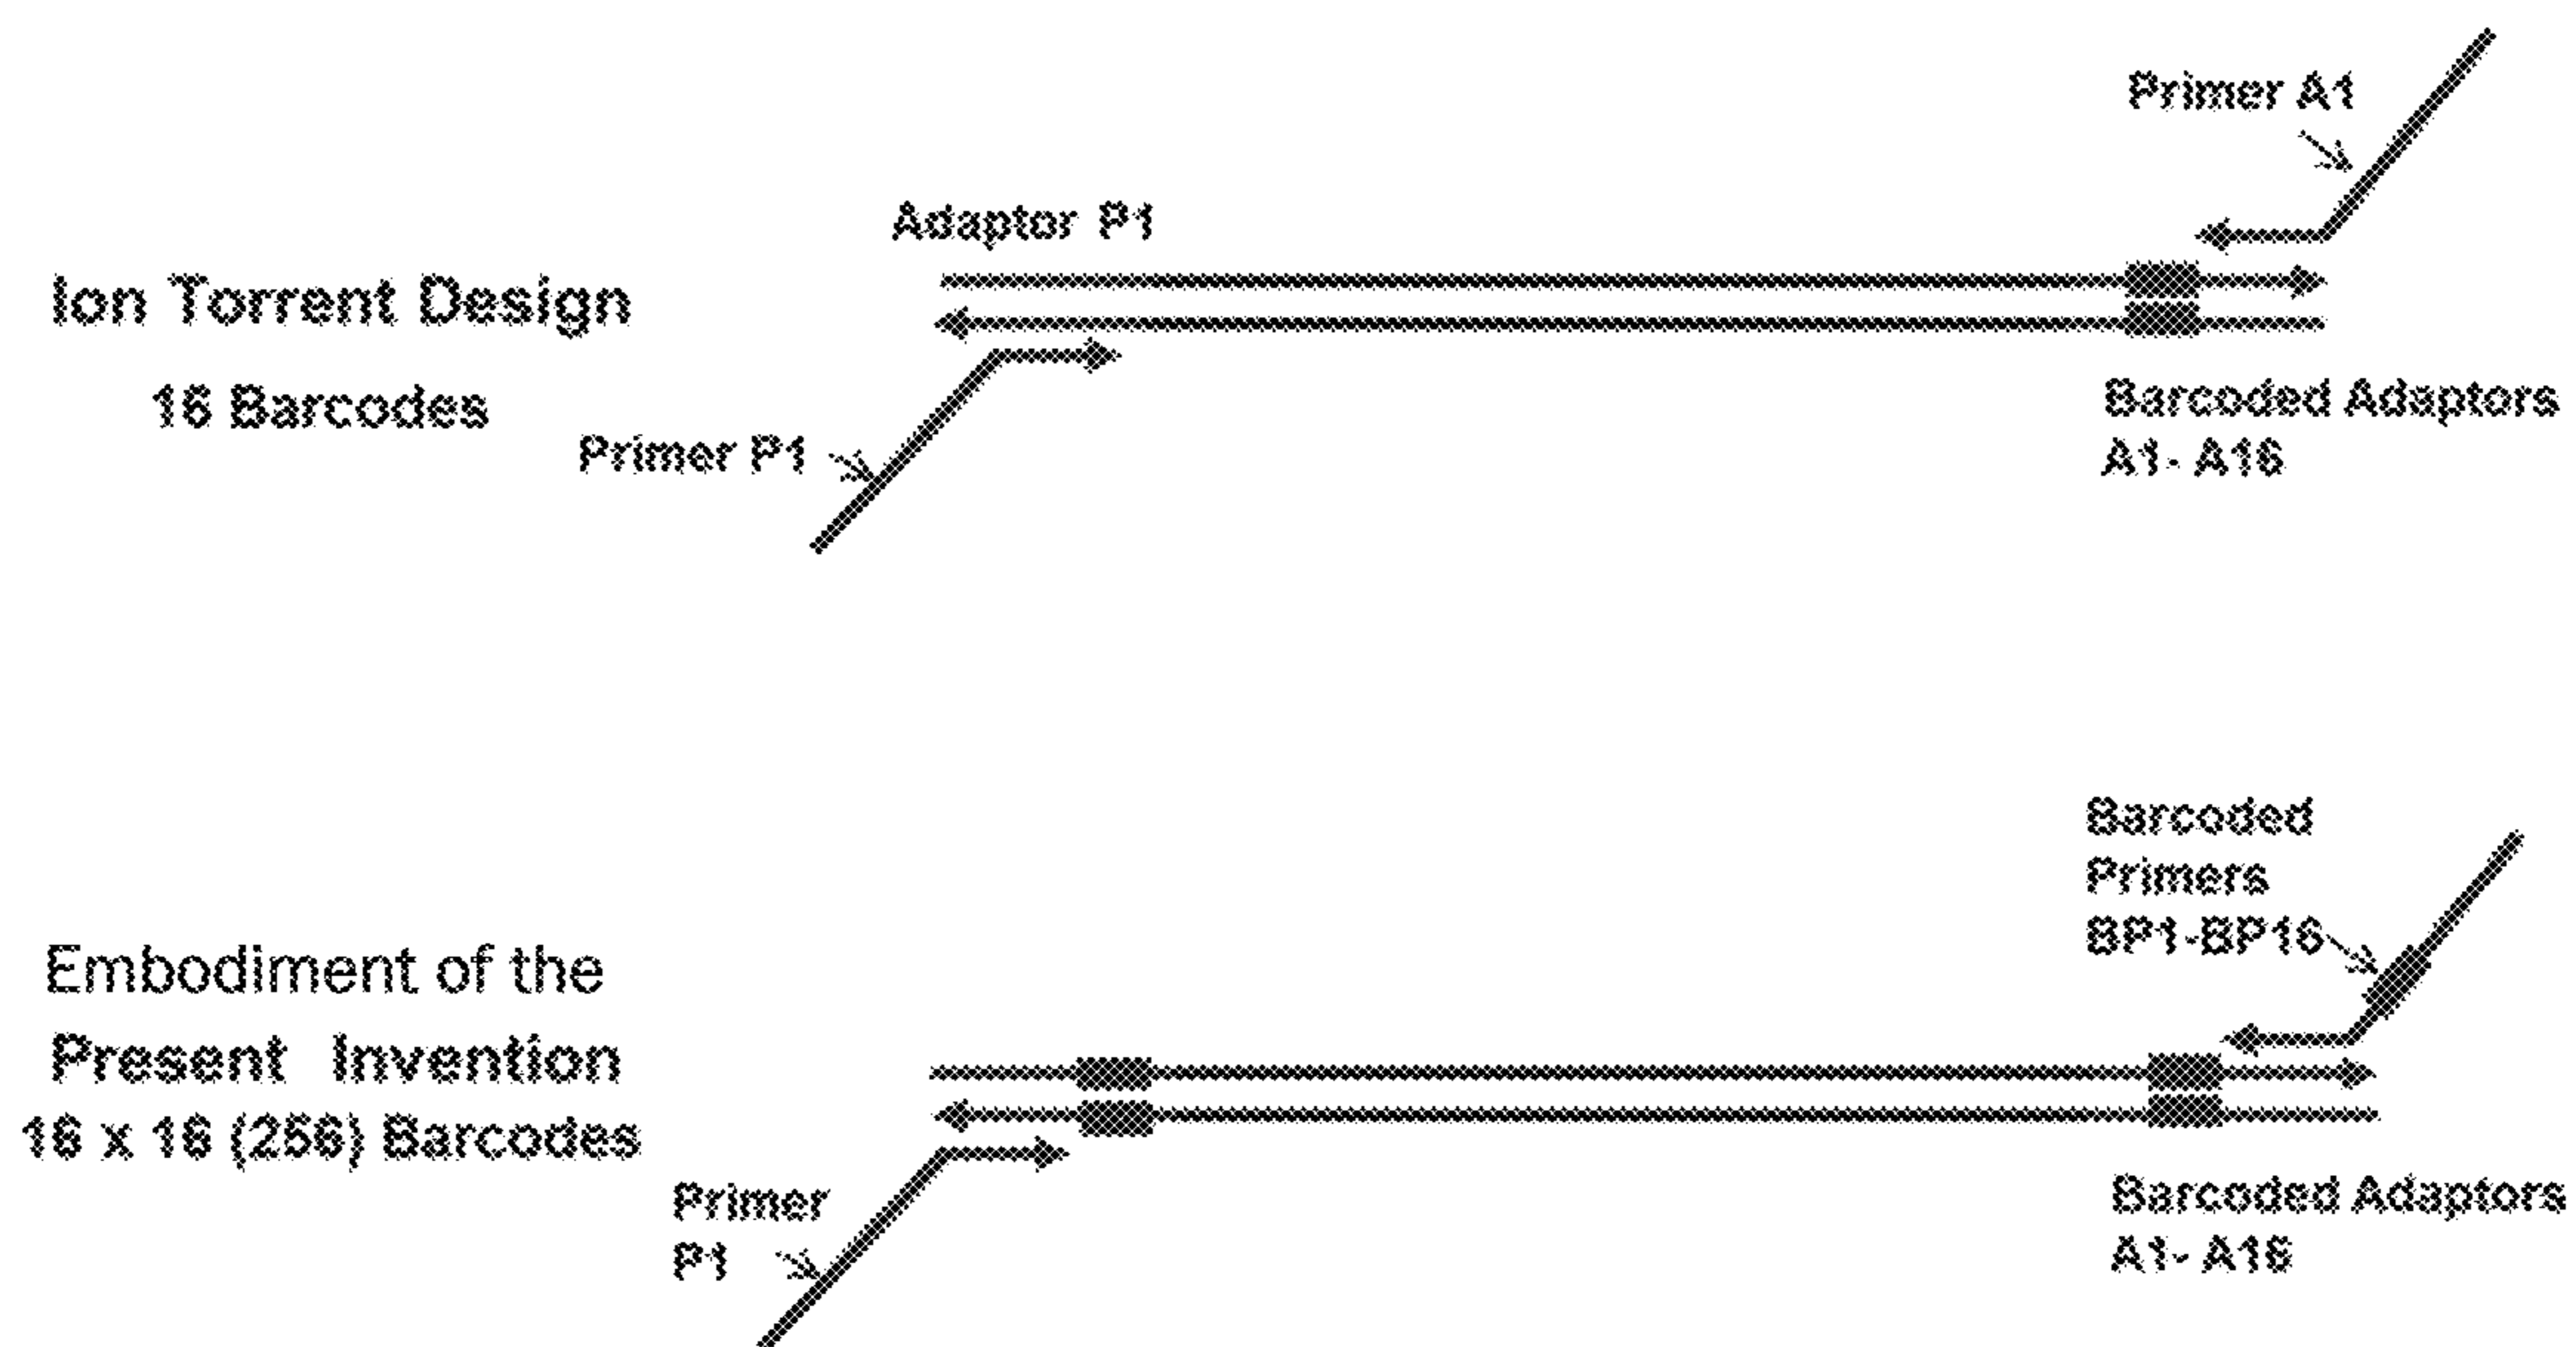 Primer A1
Adaptor P1
Ion Torrent Design
16 Barcodes
Primer P1
Barcoded Adaptors
A1- A16
Barcoded
Primers
BP1-BP16
Embodiment of the
Present Invention
16 x 16 (256) Barcodes
Primer
P1
Barcoded Adaptors
A1- A16